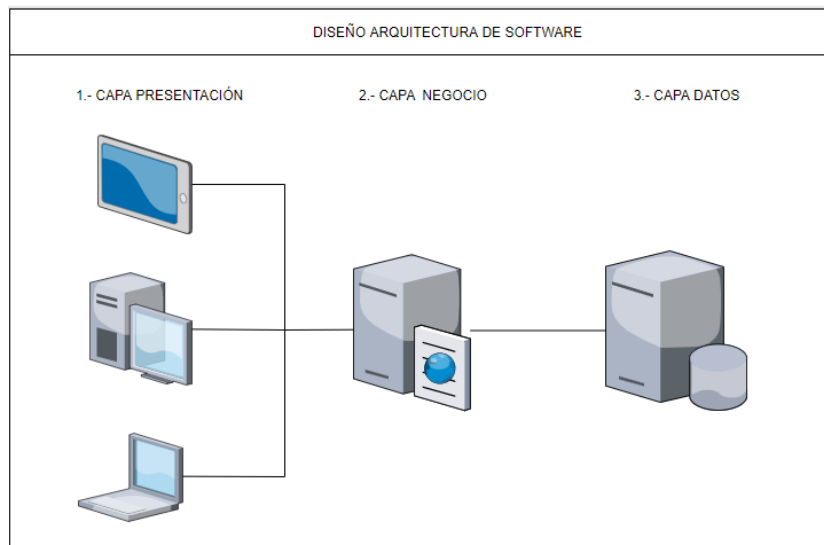 DISEÑO ARQUITECTURA DE SOFTWARE
1.- CAPA PRESENTACIÓN
2.- CAPA NEGOCIO
3.- CAPA DATOS